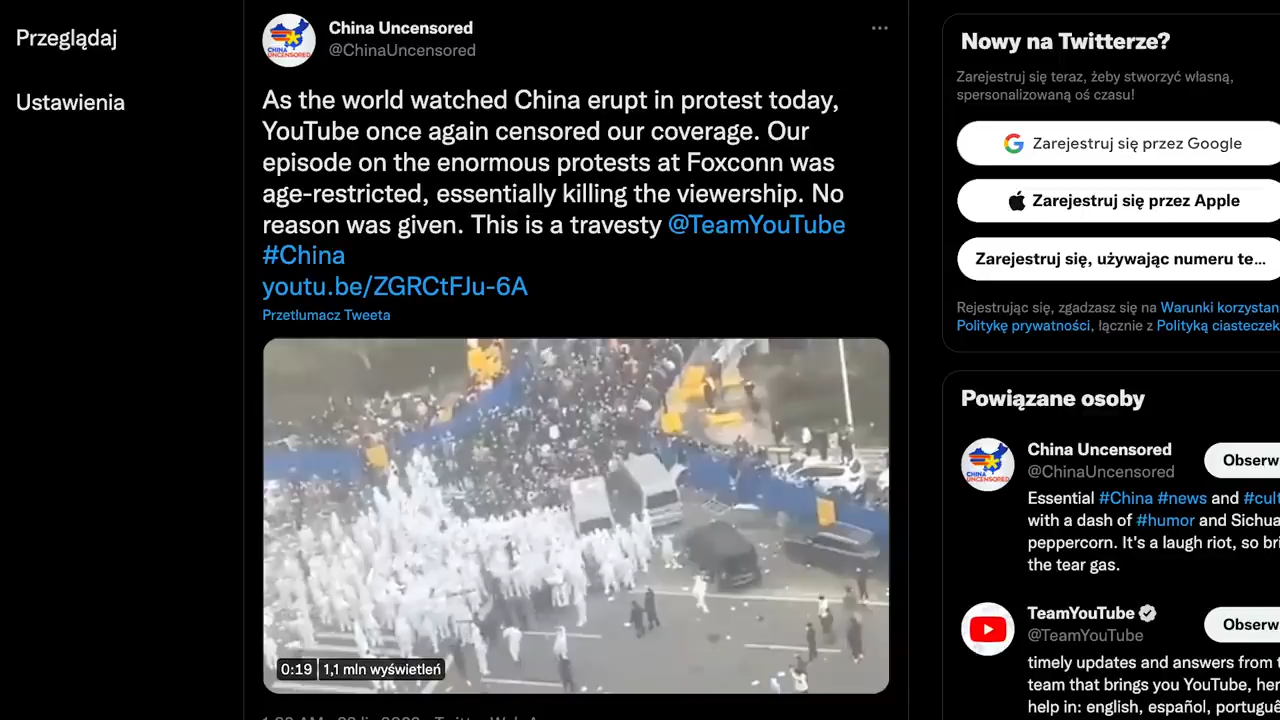 Przeglądaj
Ustawienia
China Uncensored
@ChinaUncensored
As the world watched China erupt in protest today,
YouTube once again censored our coverage. Our
episode on the enormous protests at Foxconn was
age-restricted, essentially killing the viewership. No
reason was given. This is a travesty @TeamYouTube
#China
youtu.be/ZGRCtFJu-6A
Przetłumacz Tweeta
0:19 1,1 mln wyświetleń
Nowy na Twitterze?
Zarejestruj się teraz, żeby stworzyć własną,
spersonalizowaną oś czasu!
Zarejestruj się przez Google
Zarejestruj się przez Apple
Zarejestruj się, używając numeru te...
Rejestrując się, zgadzasz się na Warunki korzystan
Politykę prywatności, łącznie z Polityką ciasteczek
Powiązane osoby
China Uncensored
@ChinaUncensored
Obserw
Essential #China #news and #cult
with a dash of #humor and Sichua
peppercorn. It's a laugh riot, so bri
the tear gas.
TeamYouTube
@TeamYouTube
Obserw
timely updates and answers from t
team that brings you YouTube, her
help in: english, español, portuguê